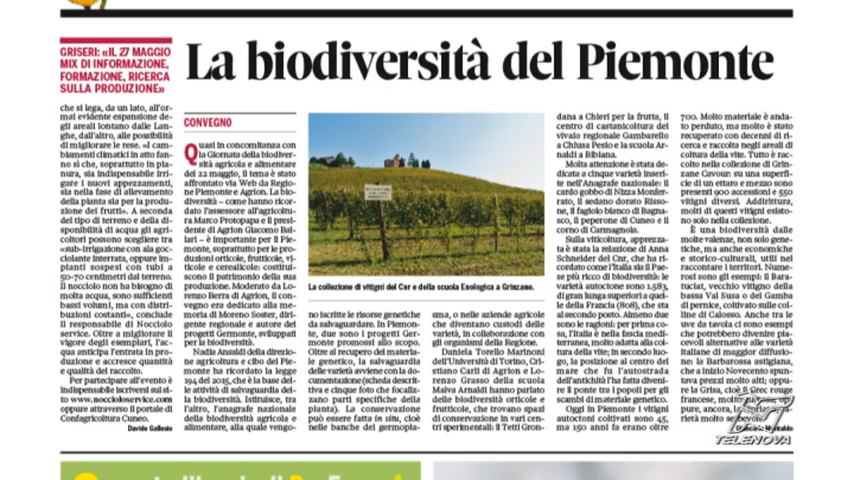 GRISERI: «IL 27 MAGGIO
MIX DI INFORMAZIONE,
FORMAZIONE, RICERCA
SULLA PRODUZIONE»
che si lega, da un lato, all'or-
mai evidente espansione de-
gli areali lontano dalle Lan-
ghe, dall'altro, alle possibilità
di migliorare le rese. «I cam-
biamenti climatici in atto fan-
no sì che, soprattutto in pia-
nura, sia indispensabile irri-
gare i nuovi appezzamenti,
sia nella fase di allevamento
della pianta sia per la produ-
zione dei frutti». A seconda
del tipo di terreno e della di-
sponibilità di acqua gli agri-
coltori possono scegliere tra
«sub-irrigazione con ala goc-
ciolante interrata, oppure im-
pianti sospesi con tubi a
50-70 centimetri dal terreno.
Il nocciolo non ha bisogno di
molta acqua, sono sufficienti
bassi volumi, ma con distri-
buzioni costanti», conclude
il responsabile di Nocciolo
service. Oltre a migliorare il
vigore degli esemplari, l'ac-
qua anticipa l'entrata in pro-
duzione e accresce quantità
e qualità del raccolto.
Per partecipare all'evento è
indispensabile iscriversi sul si-
to www.noccioloservice.com
oppure attraverso il portale di
Confagricoltura Cuneo.
Davide Gallesio
La biodiversità del Piemonte
CONVEGNO
Quasi in concomitanza con
la Giornata della biodiver-
sità agricola e alimentare
del 22 maggio, il tema è stato
affrontato via Web da Regio-
ne Piemonte e Agrion. La bio-
diversità – come hanno ricor-
dato l'assessore all'agricoltu-
ra Marco Protopapa e il presi-
dente di Agrion Giacomo Bal-
lari – è importante per il Pie-
monte, soprattutto per le pro-
duzioni orticole, frutticole, vi-
ticole e cerealicole: costitui-
scono il patrimonio della sua
produzione. Moderato da Lo-
renzo Berra di Agrion, il con-
vegno era dedicato alla me-
moria di Moreno Soster, diri-
gente regionale e autore del
progetti Germonte, sviluppati
per la biodiversità.
Nadia Ansaldi della direzio-
ne agricoltura e cibo del Pie-
monte ha ricordato la legge
194 del 2015, che è la base del-
le attività di salvaguardia del-
la biodiversità. Istituisce, tra
l'altro, l'anagrafe nazionale
della biodiversità agricola e
alimentare, alla quale vengo-
La collezione di vitigni del Cnr e della scuola Enologica a Grinzane.
no iscritte le risorse genetiche
da salvaguardare. In Piemon-
te, due sono i progetti Ger-
monte promossi allo scopo.
Oltre al recupero del materia-
le genetico, la salvaguardia
delle varietà avviene con la do-
cumentazione (scheda descrit-
tiva e cinque foto che focaliz-
zano parti specifiche della
pianta). La conservazione
può essere fatta in situ, cioè
nelle banche dei germopla-
sma, o nelle aziende agricole
che diventano custodi delle
varietà, in collaborazione con
gli organismi della Regione.
Daniela Torello Marinoni
dell'Università di Torino, Cri-
stiano Carli di Agrion e Lo-
renzo Grasso della scuola
Malva Arnaldi hanno parlato
delle biodiversità orticole e
frutticole, che trovano spazi
di conservazione in vari cen-
tri sperimentali: il Tetti Gron-
dana a Chieri per la frutta, il
centro di castanicoltura del
vivaio regionale Gambarello
a Chiusa Pesio e la scuola Ar-
naldi a Bibiana.
Molta attenzione è stata de-
dicata a cinque varietà inserite
nell'Anagrafe nazionale: il
cardo gobbo di Nizza Monfer-
rato, il sedano dorato Risso-
ne, il fagiolo bianco di Bagna-
sco, il peperone di Cuneo e il
corno di Carmagnola.
Sulla viticoltura, apprezza-
ta è stata la relazione di Anna
Schneider del Cnr, che ha ri-
cordato come l'Italia sia il Pae-
se più ricco di biodiversità: le
varietà autoctone sono 1.583,
di gran lunga superiori a quel-
le della Francia (808), che sta
al secondo posto. Almeno due
sono le ragioni: per prima co-
sa, l'Italia è nella fascia medi-
terranea, molto adatta alla col-
tura della vite; in secondo luo-
go, la posizione al centro del
mare che fu l'autostrada
dell'antichità l'ha fatta diveni-
re il ponte tra i popoli per gli
scambi di materiale genetico.
Oggi in Piemonte i vitigni
autoctoni coltivati sono 45,
ma 150 anni fa erano oltre
700. Molto materiale è anda-
to perduto, ma molto è stato
recuperato con decenni di ri-
cerca e raccolta negli areali di
coltura della vite. Tutto è rac-
colto nella collezione di Grin-
zane Cavour: su una superfi-
cie di un ettaro e mezzo sono
presenti 900 accessioni e 550
vitigni diversi. Addirittura,
molti di questi vitigni esisto-
no solo nella collezione.
È una biodiversità dalle
molte valenze, non solo gene-
tiche, ma anche economiche
e storico-culturali, utili nel
raccontare i territori. Nume-
rosi sono gli esempi: il Bara-
tuciat, vecchio vitigno della
bassa Val Susa o del Gamba
di pernice, coltivato sulle col-
line di Calosso. Anche tra le
uve da tavola ci sono esempi
che potrebbero divenire pia-
cevoli alternative alle varietà
italiane di maggior diffusio-
ne: la Barbarossa astigiana,
che a inizio Novecento spun-
tava prezzi molto alti; oppu-
re la Grisa, cioè il Grec rouge
francese, molto
pure, ancora,
rietà molto
Montaldo
TELENOVA